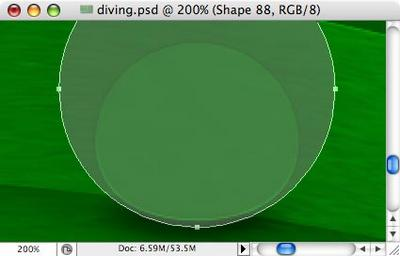 diving.psd @ 200% (Shape 88, RGB/8)
200%
Doc: 6.59M/53.5M